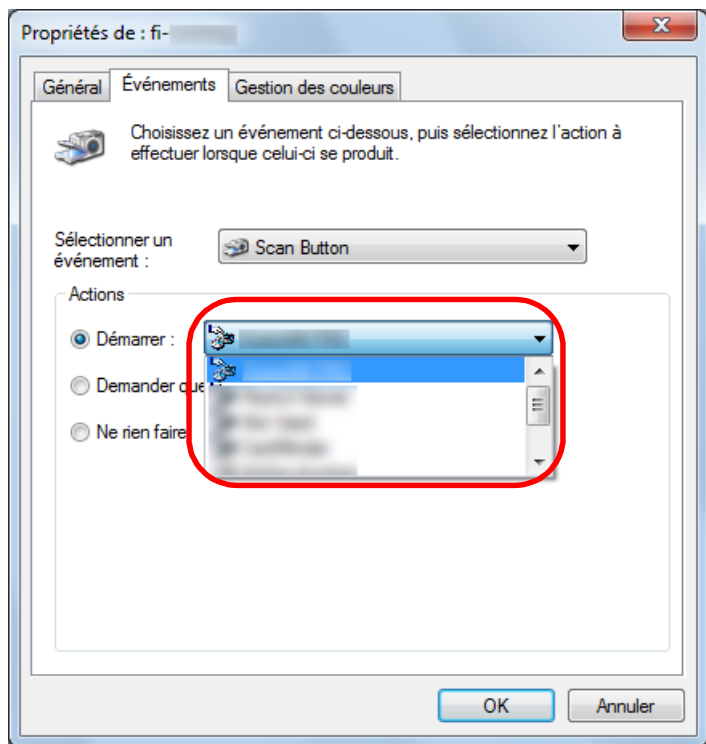 Propriétés de : fi-
Général Événements Gestion des couleurs
Choisissez un événement ci-dessous, puis sélectionnez l'action à
effectuer lorsque celui-ci se produit.
Sélectionner un
événement :
Scan Button
Actions
Démarrer :
Demander que
Ne rien faire
OK Annuler